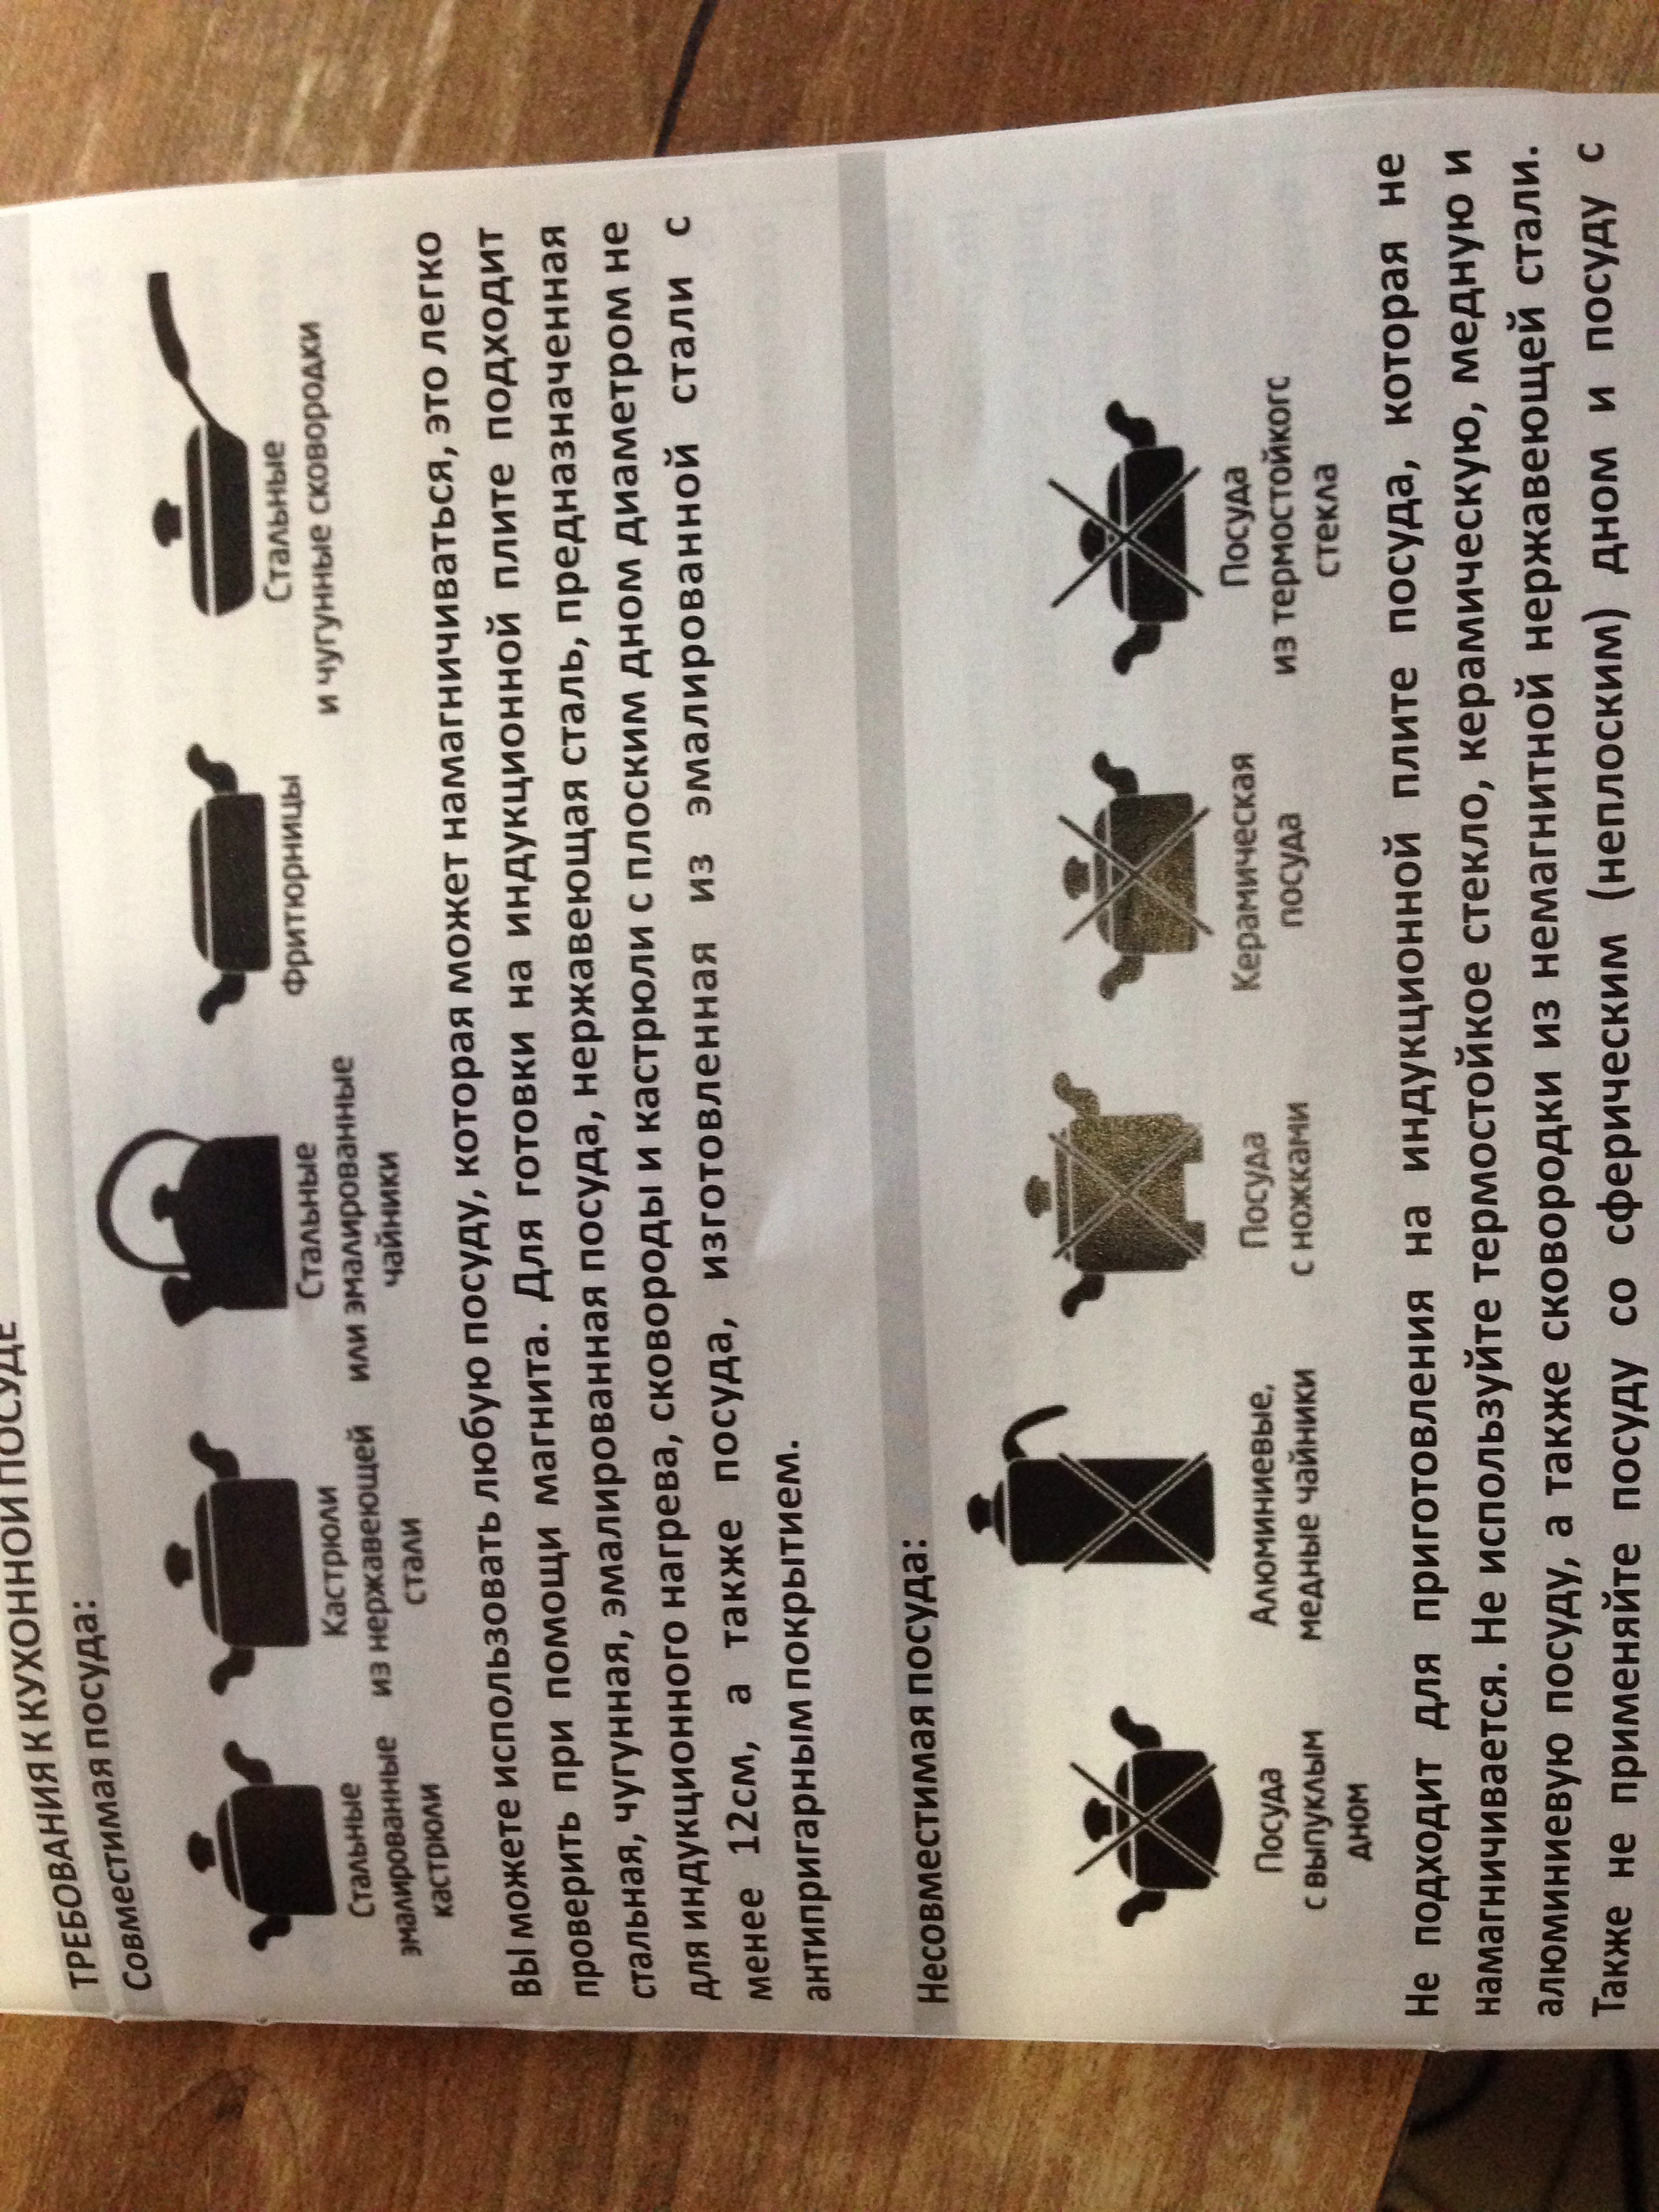 ТРЕБОВАНИЯ К КУХОННОЙ ПОСУДЕ
Совместимая посуда:
Стальные
эмалированные
кастрюли
Кастрюли
из нержавеющей
стали
Стальные
или эмалированные
чайники
Фритюрницы
Стальные
и чугунные сковородки
ВЫ можете использовать любую посуду, которая может намагничиваться, это легко
проверить при помощи магнита. Для готовки на индукционной плите подходит
стальная, чугунная, эмалированная посуда, нержавеющая сталь, предназначенная
для индукционного нагрева, сковороды и кастрюли с плоским дном диаметром не
менее 12см, а также посуда, изготовленная из эмалированной стали с
антипригарным покрытием.
Несовместимая посуда:
Посуда
с выпуклым
дном
Алюминиевые,
медные чайники
Посуда
с ножками
Керамическая
посуда
Посуда
из термостойкогс
стекла
Не подходит для приготовления на индукционной плите посуда, которая не
намагничивается. Не используйте термостойкое стекло, керамическую, медную и
алюминиевую посуду, а также сковородки из немагнитной нержавеющей стали.
Также не применяйте посуду со сферическим (неплоским) дном и посуду с